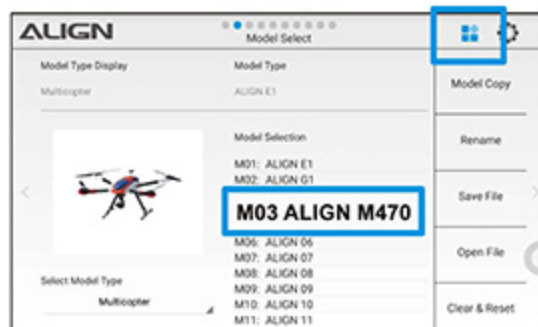 ALIGN
Model Select
Model Type Display
Model Type
Model Copy
Multicopter
ALIGN E1
Model Selection
Rename
M01: ALIGN E1
M02: ALIGN G1
Save File
M03 ALIGN M470
M06: ALIGN 06
M07: ALIGN 07
Open File
M08: ALIGN 08
Select Model Type
M09: ALIGN 09
Multicopter
M10: ALIGN 10
Clear & Reset
M11: ALIGN 11